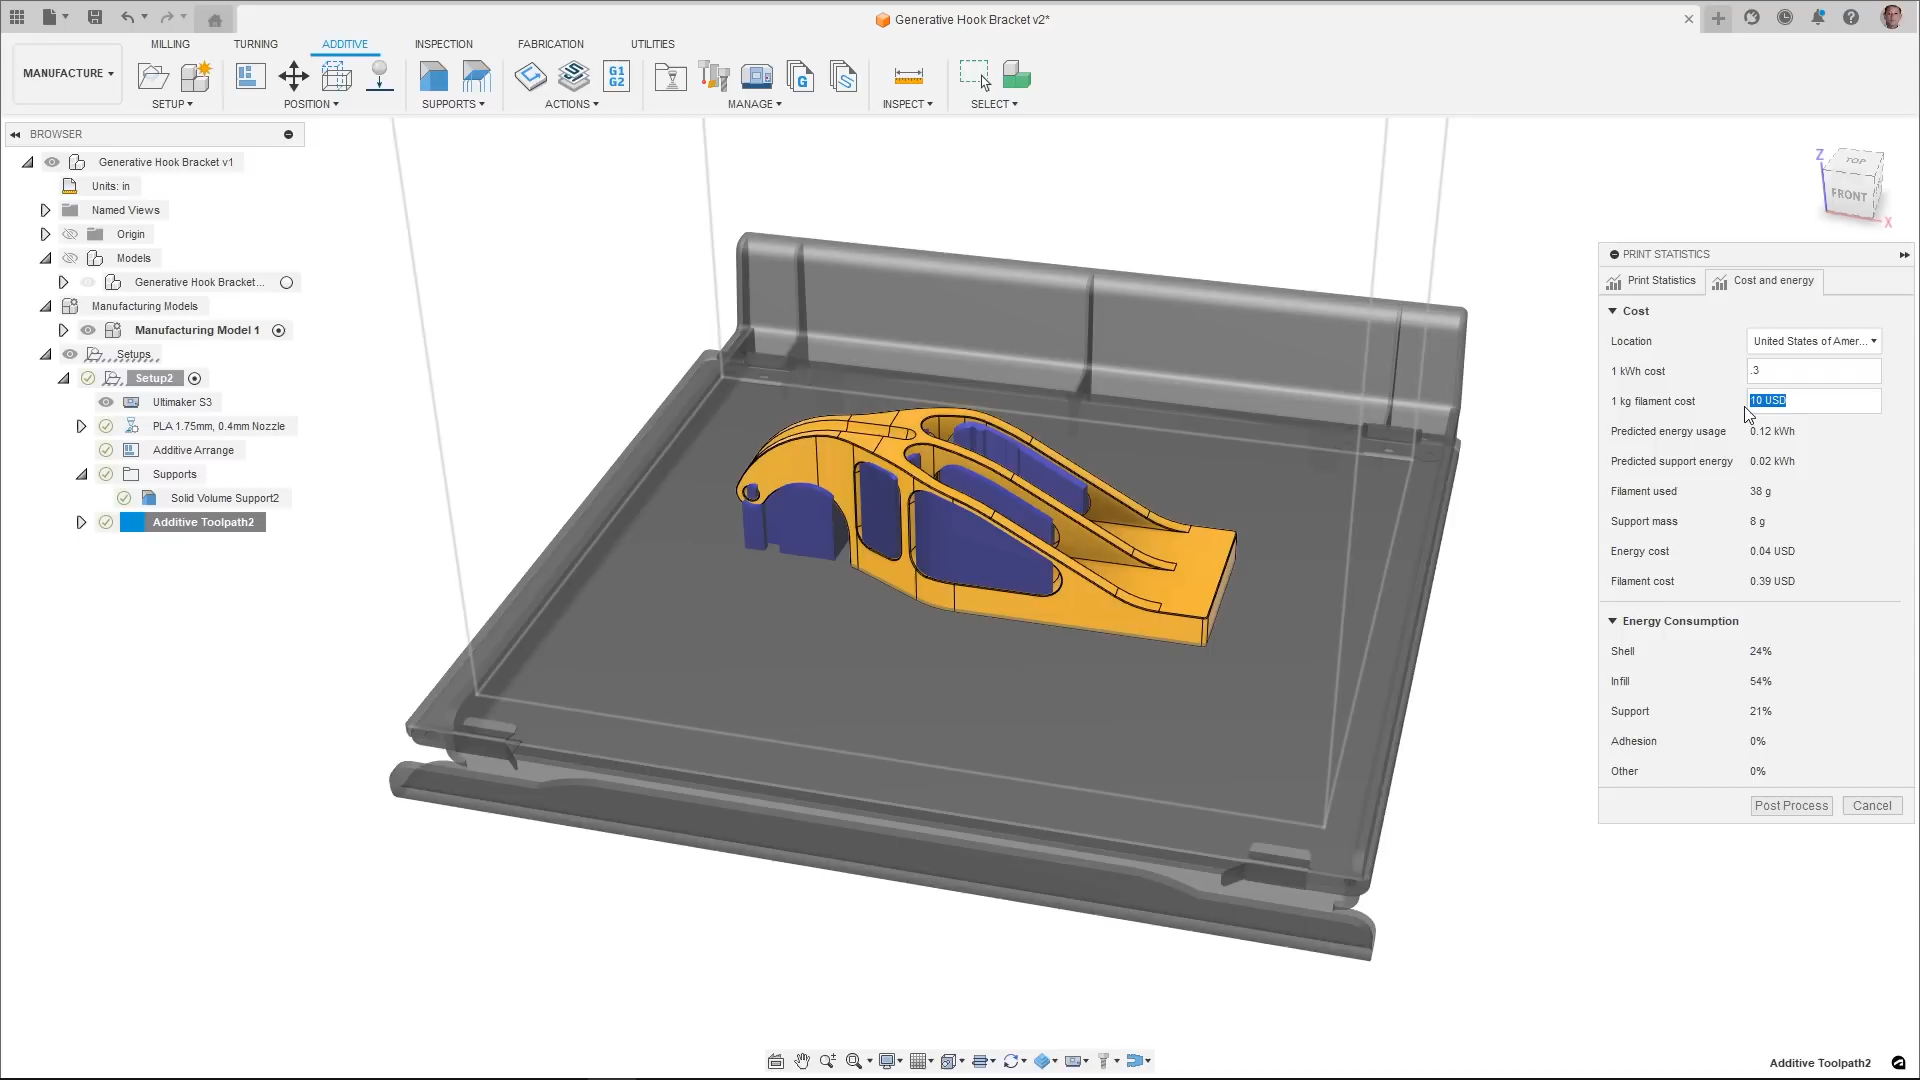 Generative Hook Bracket v2*
MILLING TURNING ADDITIVE INSPECTION FABRICATION UTILITIES
MANUFACTURE
G1
G2
G
SETUP POSITION SUPPORTS ACTIONS MANAGE INSPECT SELECT
BROWSER
Generative Hook Bracket v1
Units: in
Named Views
Origin
Models
Generative Hook Bracket...
Manufacturing Models
Manufacturing Model 1
Setups
Setup2
Ultimaker S3
PLA 1.75mm, 0.4mm Nozzle
Additive Arrange
Supports
Solid Volume Support2
Additive Toolpath2
Z
TOP
FRONT
X
PRINT STATISTICS
Print Statistics Cost and energy
Cost
Location United States of Amer...
1 kWh cost .3
1 kg filament cost 10 USD
Predicted energy usage 0.12 kWh
Predicted support energy 0.02 kWh
Filament used 38 g
Support mass 8 g
Energy cost 0.04 USD
Filament cost 0.39 USD
Energy Consumption
Shell 24%
Infill 54%
Support 21%
Adhesion 0%
Other 0%
Post Process Cancel
Additive Toolpath2